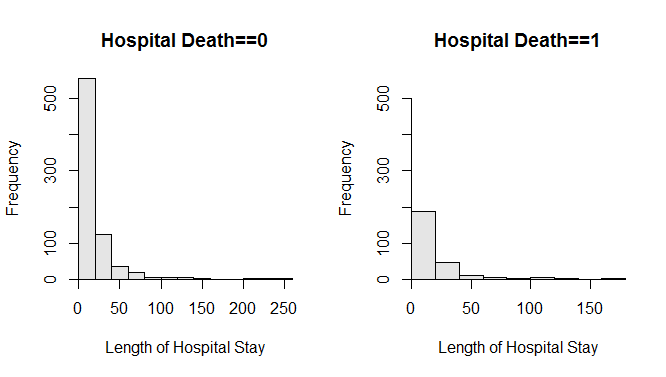 Hospital Death==0
Frequency
0 100 300 500
0 50 100 150 200 250
Length of Hospital Stay
Hospital Death==1
Frequency
0 100 300 500
0 50 100 150
Length of Hospital Stay